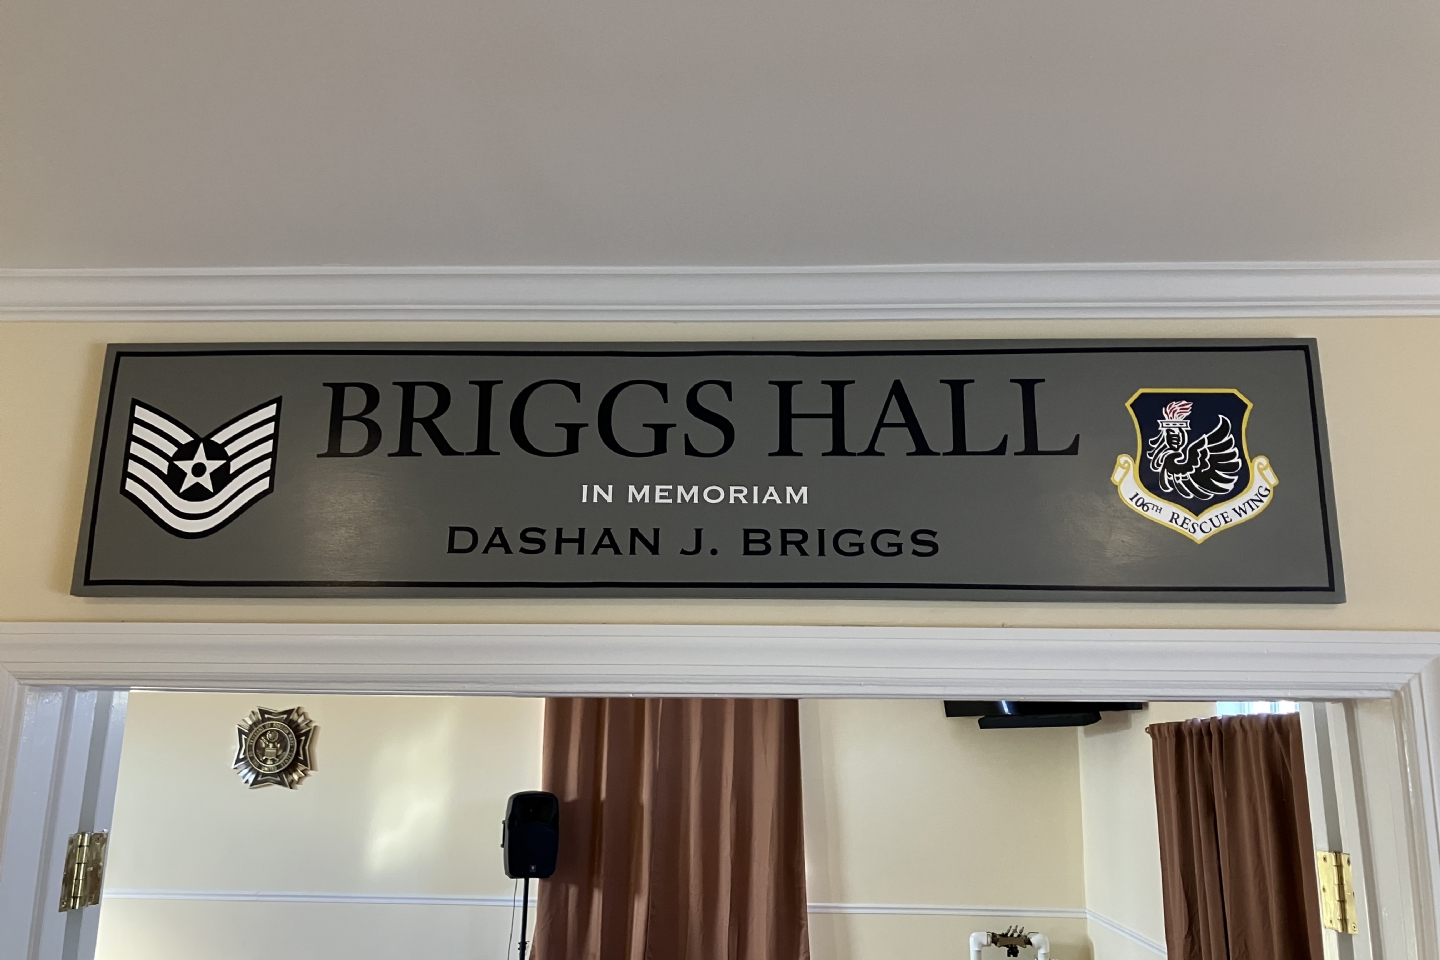 BRIGGS HALL
IN MEMORIAM
DASHAN J. BRIGGS
106TH RESCUE WING